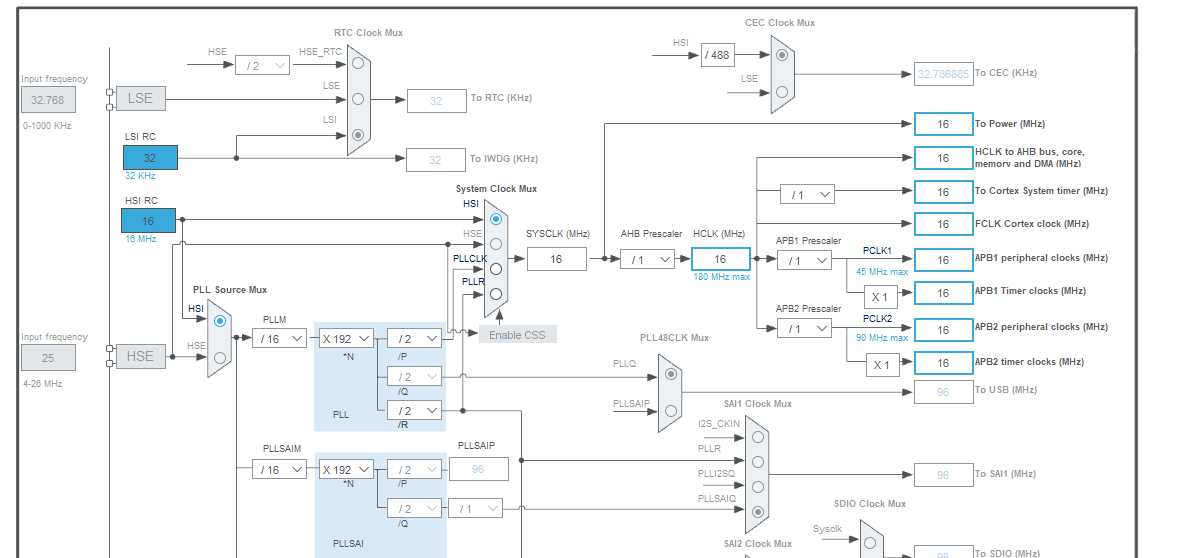 CEC Clock Mux
RTC Clock Mux
HSI
/ 488
HSE
/ 2
HSE_RTC
Input frequency
LSE
32.786885
To CEC (KHz)
LSE
32.768
LSE
32
To RTC (KHz)
0-1000 KHz
LSI
16
To Power (MHz)
LSI RC
32
32
To IWDG (KHz)
16
HCLK to AHB bus, core,
memory and DMA (MHz)
32 KHz
System Clock Mux
/ 1
16
To Cortex System timer (MHz)
HSI RC
HSI
16
16
FCLK Cortex clock (MHz)
16 MHz
HSE
SYSCLK (MHz)
AHB Prescaler
HCLK (MHz)
APB1 Prescaler
PCLK1
PLLCLK
16
/ 1
16
/ 1
16
APB1 peripheral clocks (MHz)
180 MHz max
45 MHz max
PLLR
PLL Source Mux
X 1
16
APB1 Timer clocks (MHz)
HSI
PLLM
APB2 Prescaler
PCLK2
/ 1
16
APB2 peripheral clocks (MHz)
Input frequency
/ 16
X 192
/ 2
Enable CSS
PLL48CLK Mux
90 MHz max
HSE
*N
/P
25
HSE
PLLQ
X 1
16
APB2 timer clocks (MHz)
4-26 MHz
/ 2
/Q
96
To USB (MHz)
PLLSAIP
PLL
/ 2
/R
SAI1 Clock Mux
I2S_CKIN
PLLSAIM
PLLSAIP
PLLR
/ 16
X 192
/ 2
96
PLLI2SQ
96
To SAI1 (MHz)
*N
/P
PLLSAIQ
/ 2
/ 1
SDIO Clock Mux
/Q
Sysclk
PLLSAI
SAI2 Clock Mux
96
To SDIO (MHz)